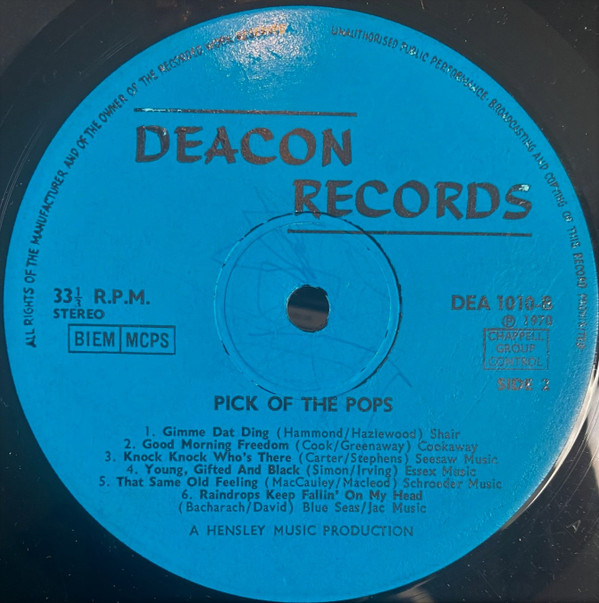 ALL RIGHTS OF THE MANUFACTURER AND OF THE OWNER OF THE RECORDED WORK RESERVED
UNAUTHORISED PUBLIC PERFORMANCE · BROADCASTING AND COPYING OF THIS RECORD
DEACON
RECORDS
33⅓ R.P.M.
STEREO
BIEM MCPS
DEA 1010-B
℗ 1970
CHAPPELL
GROUP
CONTROL
SIDE 2
PICK OF THE POPS
1. Gimme Dat Ding (Hammond/Hazlewood) Shair
2. Good Morning Freedom (Cook/Greenaway) Cookaway
3. Knock Knock Who's There (Carter/Stephens) Seesaw Music
4. Young, Gifted And Black (Simon/Irving) Essex Music
5. That Same Old Feeling (MacCauley/Macleod) Schroeder Music
6. Raindrops Keep Fallin' On My Head
(Bacharach/David) Blue Seas/Jac Music
A HENSLEY MUSIC PRODUCTION